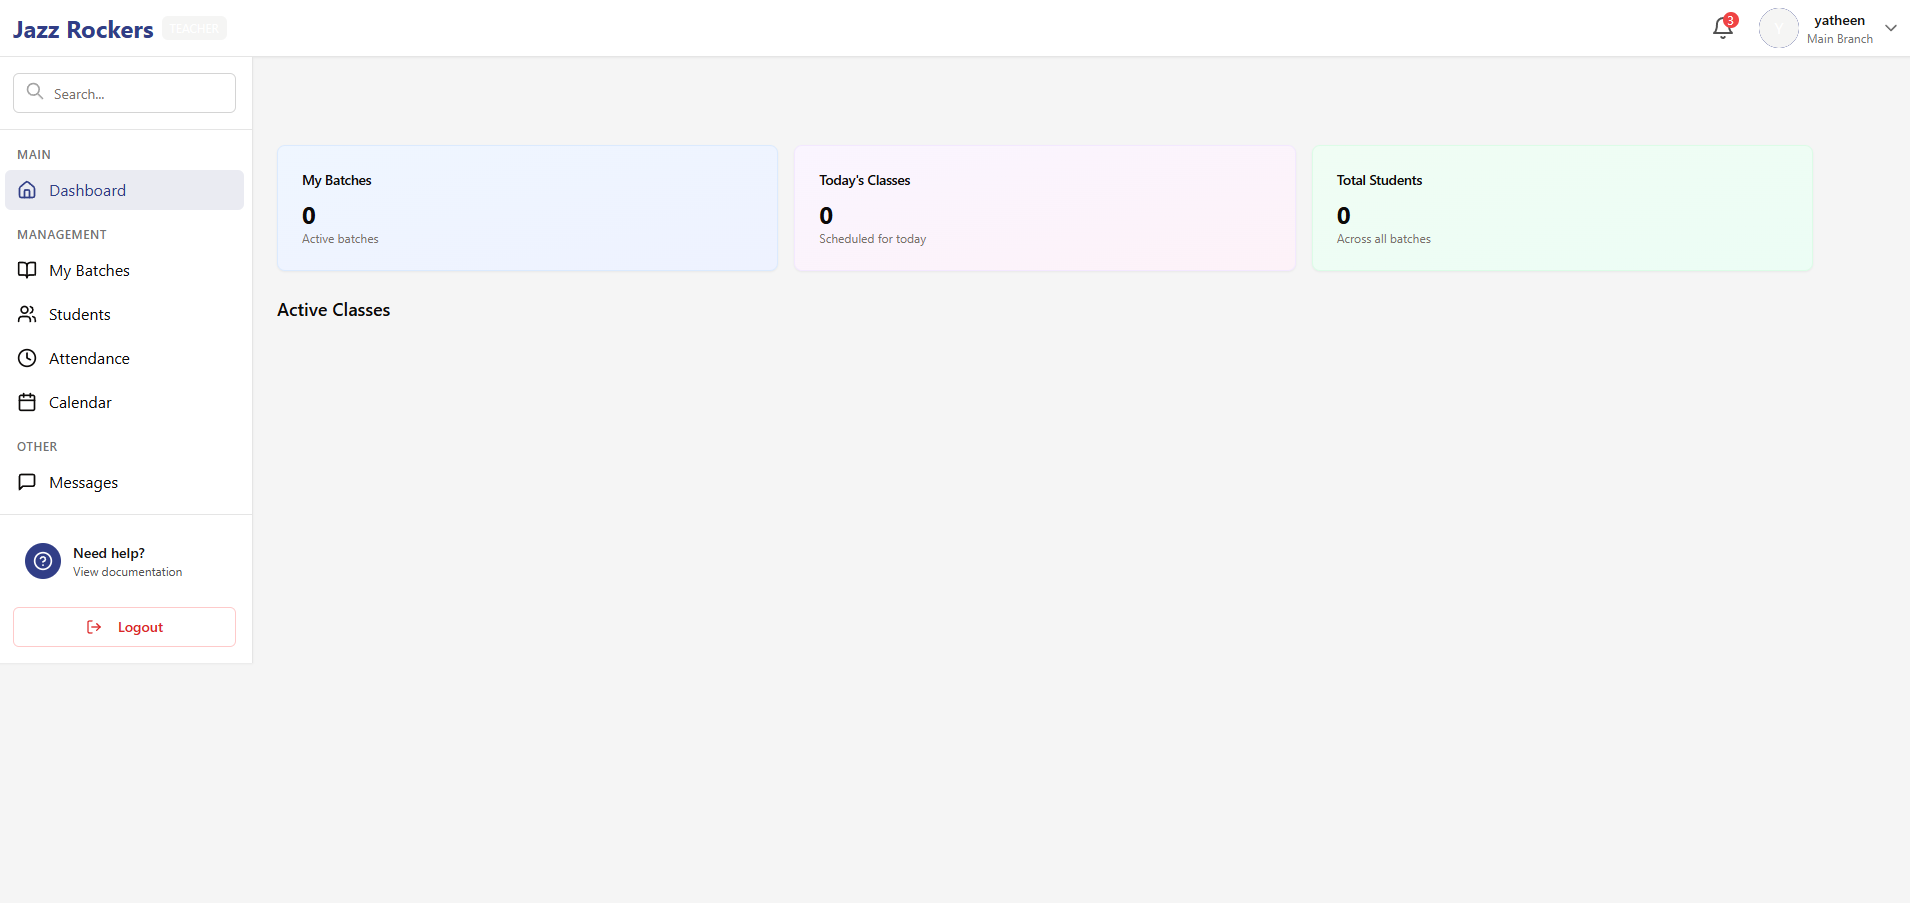 Jazz Rockers TEACHER
3
Y
yatheen
Main Branch
Search...
MAIN
Dashboard
MANAGEMENT
My Batches
Students
Attendance
Calendar
OTHER
Messages
Need help?
View documentation
Logout
My Batches
0
Active batches
Today's Classes
0
Scheduled for today
Total Students
0
Across all batches
Active Classes